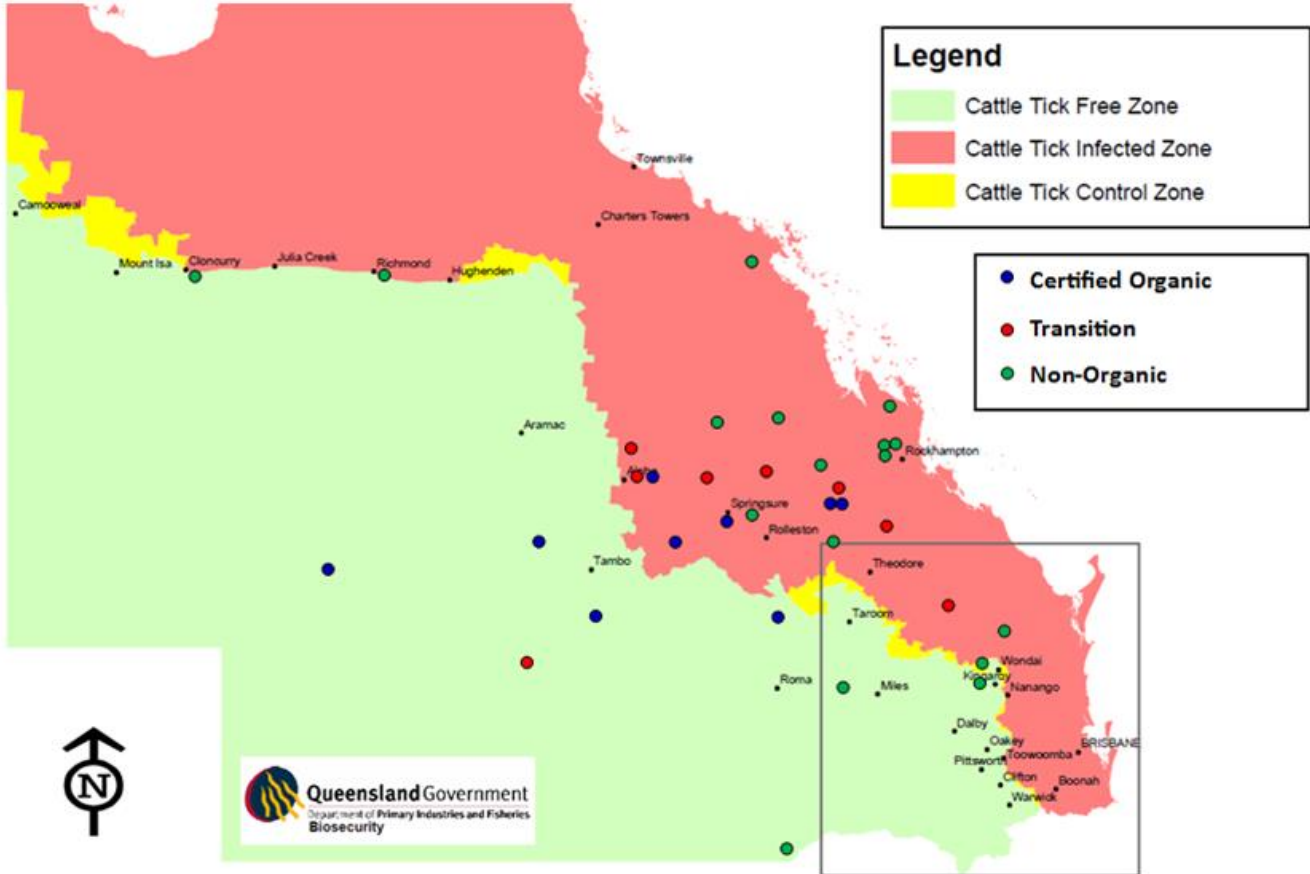 Legend
Cattle Tick Free Zone
Cattle Tick Infected Zone
Cattle Tick Control Zone
Certified Organic
Transition
Non-Organic
Townsville
Camooweal
Charters Towers
Mount Isa
Cloncurry
Julia Creek
Richmond
Hughenden
Aramac
Rockhampton
Springsure
Rolleston
Tambo
Theodore
Taroom
Wondai
Kingaroy
Roma
Miles
Nanango
Dalby
Oakey
BRISBANE
Toowoomba
Pittsworth
Clifton
Boonah
Warwick
N
Queensland Government
Department of Primary Industries and Fisheries
Biosecurity